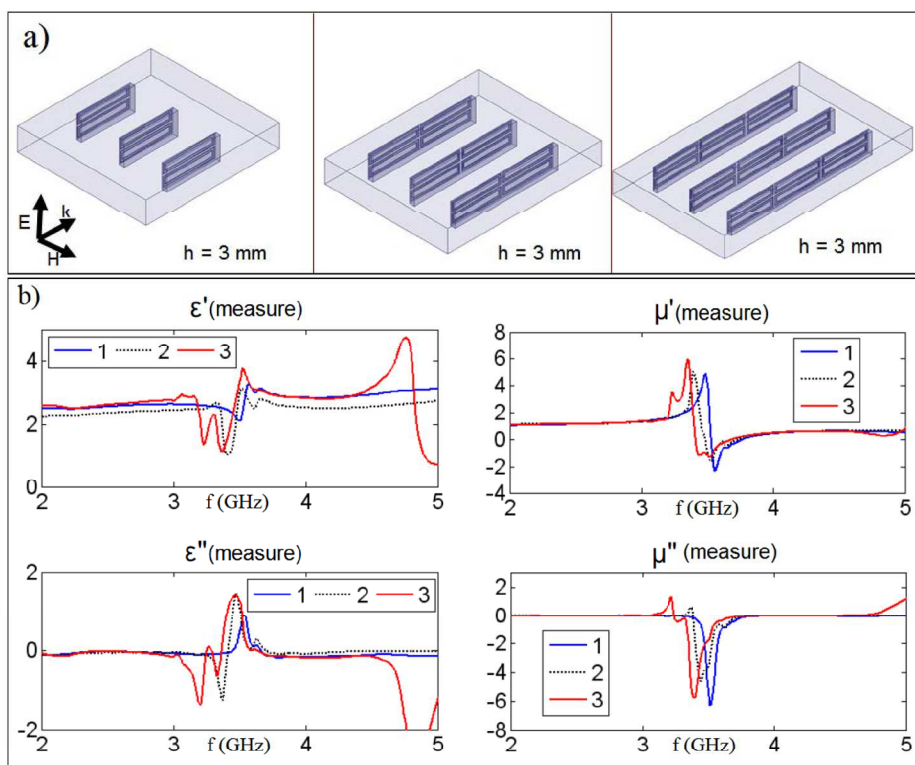 a)
E
k
H
h = 3 mm
h = 3 mm
h = 3 mm
b)
ε'(measure)
1 2 3
4
2
0
2 3 4 5
f (GHz)
μ'(measure)
1
2
3
8
6
4
2
0
-2
-4
2 3 4 5
f (GHz)
ε"(measure)
1 2 3
2
0
-2
2 3 4 5
f (GHz)
μ" (measure)
1
2
3
2
0
-2
-4
-6
-8
2 3 4 5
f (GHz)